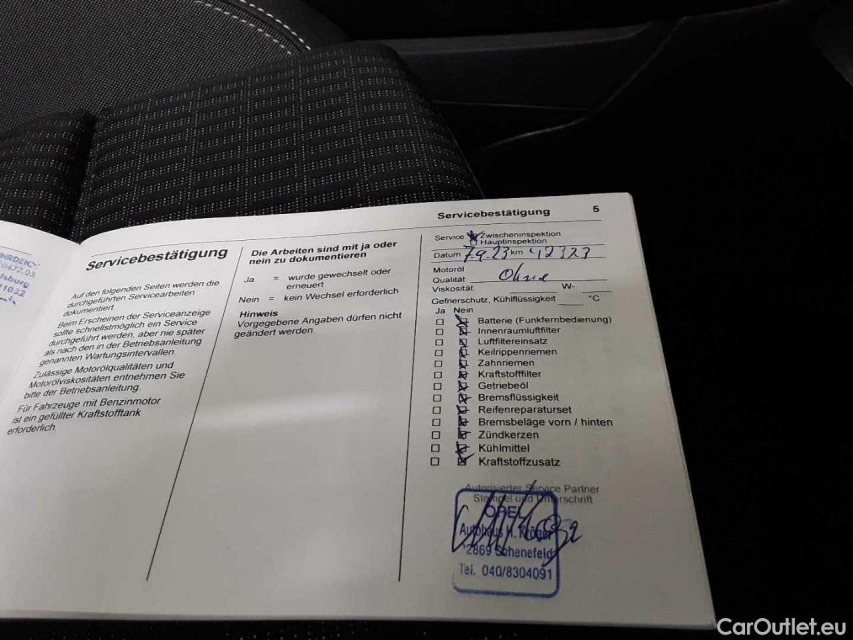 Servicebestätigung
Auf den folgenden Seiten werden die
durchgeführten Servicearbeiten
dokumentiert.
Beim Erscheinen der Serviceanzeige
sollte schnellstmöglich ein Service
durchgeführt werden, aber nie später
als nach den in der Betriebsanleitung
genannten Wartungsintervallen.
Zulässige Motorölqualitäten und
Motorölviskositäten entnehmen Sie
bitte der Betriebsanleitung.
Für Fahrzeuge mit Benzinmotor
ist ein gefüllter Kraftstofftank
erforderlich.
Die Arbeiten sind mit ja oder
nein zu dokumentieren
Ja = wurde gewechselt oder
erneuert
Nein = kein Wechsel erforderlich
Hinweis
Vorgegebene Angaben dürfen nicht
geändert werden.
Servicebestätigung 5
Service Zwischeninspektion
Hauptinspektion
Datum 7.9.23 km
Motoröl
Qualität: Ohne
Viskosität: W-
Gefrierschutz, Kühlflüssigkeit °C
Ja Nein
Batterie (Funkfernbedienung)
Innenraumluftfilter
Luftfiltereinsatz
Keilrippenriemen
Zahnriemen
Kraftstofffilter
Getriebeöl
Bremsflüssigkeit
Reifenreparaturset
Bremsbeläge vorn / hinten
Zündkerzen
Kühlmittel
Kraftstoffzusatz
Autorisierter Service Partner
Stempel und Unterschrift
OPEL
Autohaus H. Krüger
22869 Schenefeld
Tel. 040/8304091
CarOutlet.eu